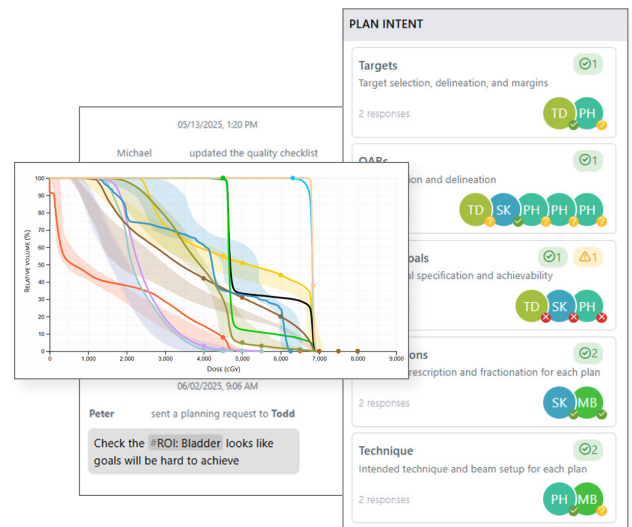 PLAN INTENT
Targets
1
Target selection, delineation, and margins
2 responses
TD
PH
OARs
1
ion and delineation
TD
SK
PH
PH
PH
oals
1
1
al specification and achievability
TD
SK
PH
ons
2
rescription and fractionation for each plan
2 responses
SK
MB
Technique
2
Intended technique and beam setup for each plan
2 responses
PH
MB
05/13/2025, 1:20 PM
Michael updated the quality checklist
RELATIVE VOLUME (%)
100
90
80
70
60
50
40
30
20
10
0
0
1,000
2,000
3,000
4,000
5,000
6,000
7,000
8,000
9,000
DOSE (CGY)
06/02/2025, 9:06 AM
Peter sent a planning request to Todd
Check the #ROI: Bladder looks like
goals will be hard to achieve